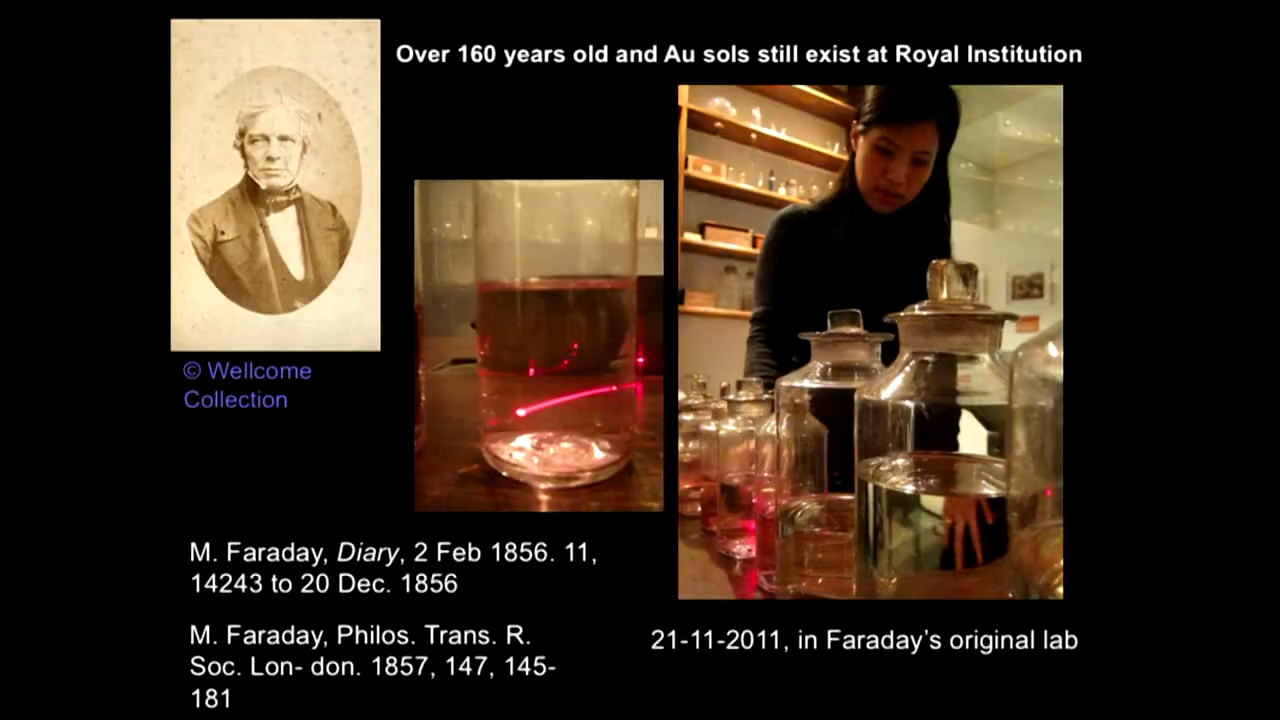 Over 160 years old and Au sols still exist at Royal Institution
© Wellcome
Collection
M. Faraday, Diary, 2 Feb 1856. 11,
14243 to 20 Dec. 1856
M. Faraday, Philos. Trans. R.
Soc. Lon- don. 1857, 147, 145-
181
21-11-2011, in Faraday’s original lab